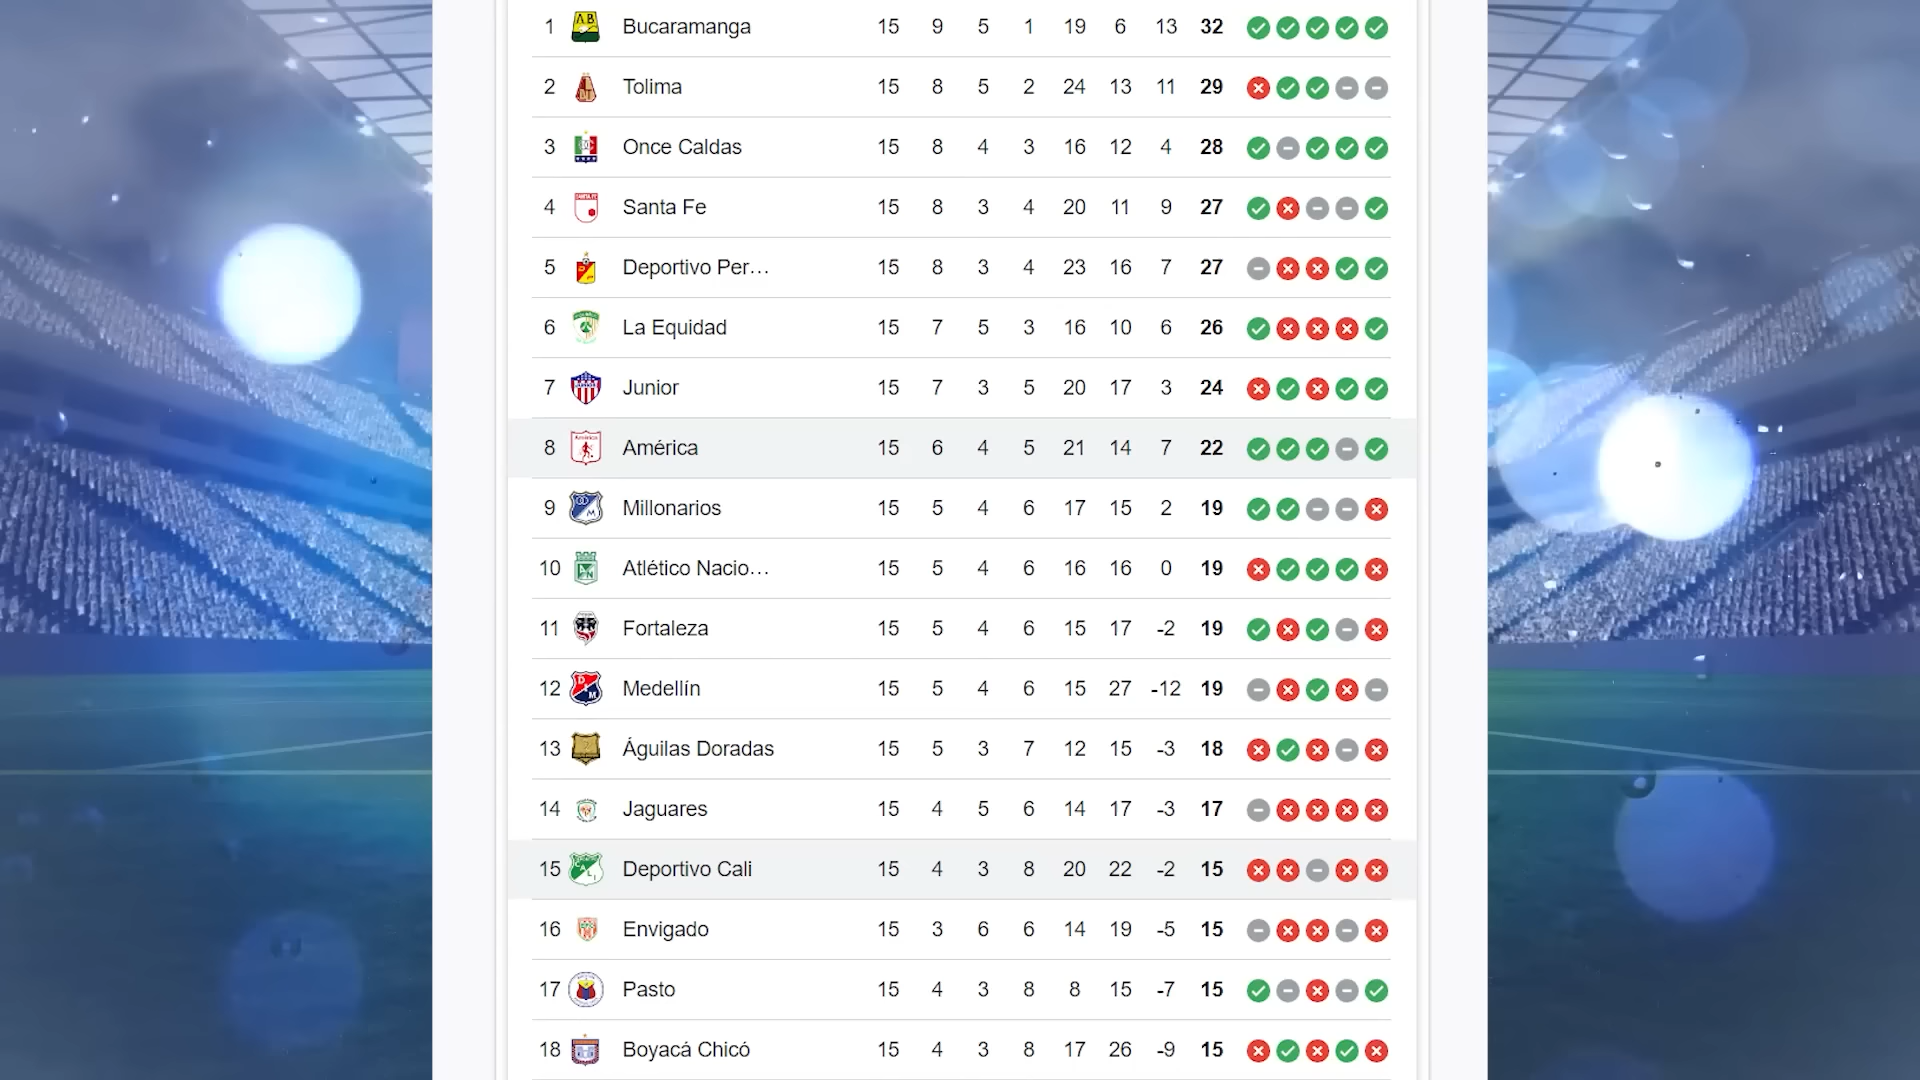 1 Bucaramanga 15 9 5 1 19 6 13 32
2 Tolima 15 8 5 2 24 13 11 29
3 Once Caldas 15 8 4 3 16 12 4 28
4 Santa Fe 15 8 3 4 20 11 9 27
5 Deportivo Per... 15 8 3 4 23 16 7 27
6 La Equidad 15 7 5 3 16 10 6 26
7 Junior 15 7 3 5 20 17 3 24
8 América 15 6 4 5 21 14 7 22
9 Millonarios 15 5 4 6 17 15 2 19
10 Atlético Nacio... 15 5 4 6 16 16 0 19
11 Fortaleza 15 5 4 6 15 17 -2 19
12 Medellín 15 5 4 6 15 27 -12 19
13 Águilas Doradas 15 5 3 7 12 15 -3 18
14 Jaguares 15 4 5 6 14 17 -3 17
15 Deportivo Cali 15 4 3 8 20 22 -2 15
16 Envigado 15 3 6 6 14 19 -5 15
17 Pasto 15 4 3 8 8 15 -7 15
18 Boyacá Chicó 15 4 3 8 17 26 -9 15